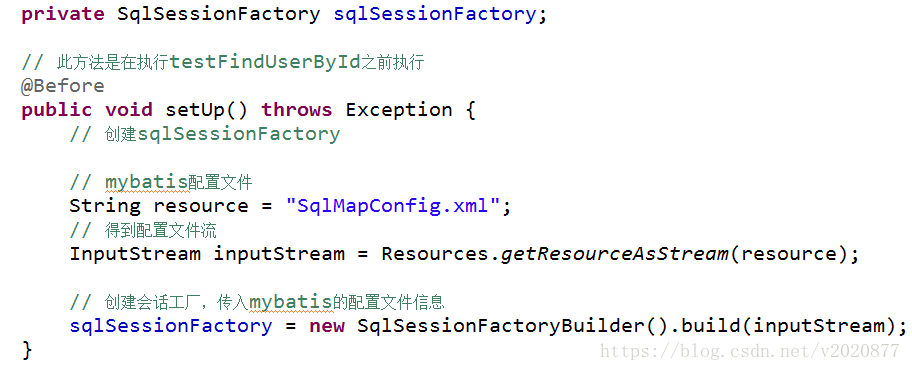 private SqlSessionFactory sqlSessionFactory;
// 此方法是在执行testFindUserById之前执行
@Before
public void setUp() throws Exception {
// 创建sqlSessionFactory
// mybatis配置文件
String resource = "SqlMapConfig.xml";
// 得到配置文件流
InputStream inputStream = Resources.getResourceAsStream(resource);
// 创建会话工厂，传入mybatis的配置文件信息
sqlSessionFactory = new SqlSessionFactoryBuilder().build(inputStream);
}
https://blog.csdn.net/v2020877